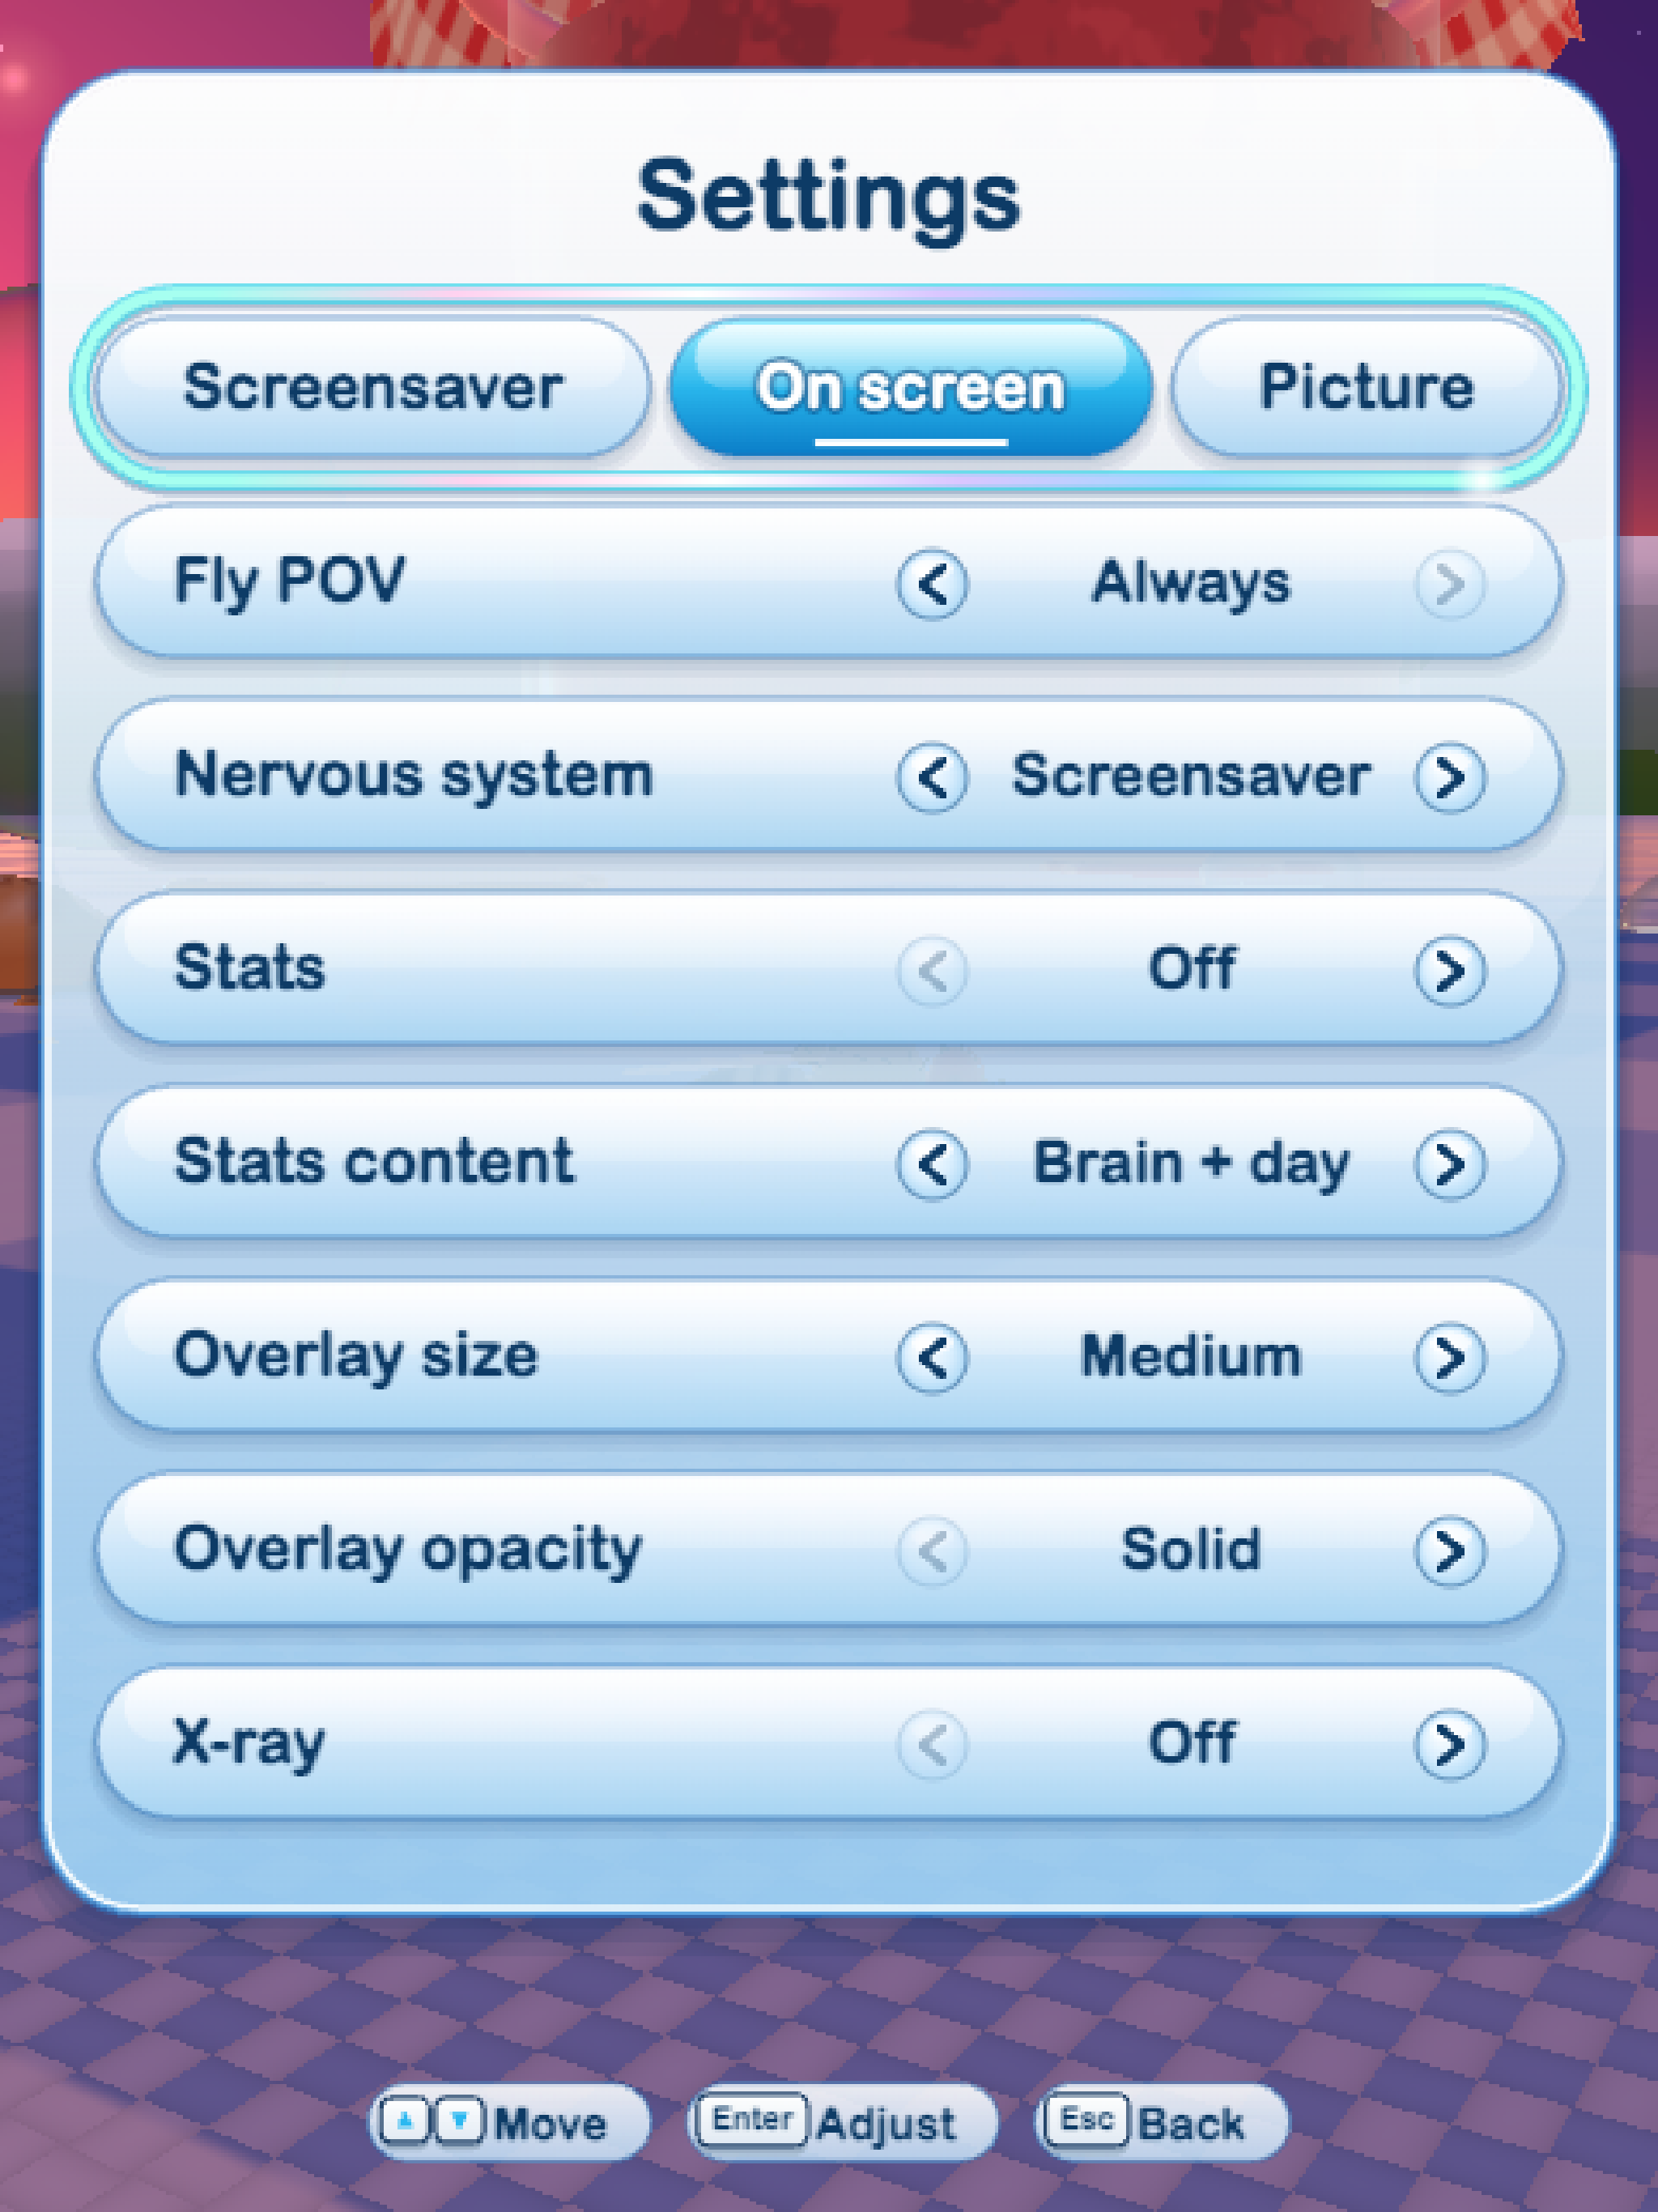 Settings
Screensaver On screen Picture
Fly POV < Always >
Nervous system < Screensaver >
Stats < Off >
Stats content < Brain + day >
Overlay size < Medium >
Overlay opacity < Solid >
X-ray < Off >
▲ ▼ Move Enter Adjust Esc Back